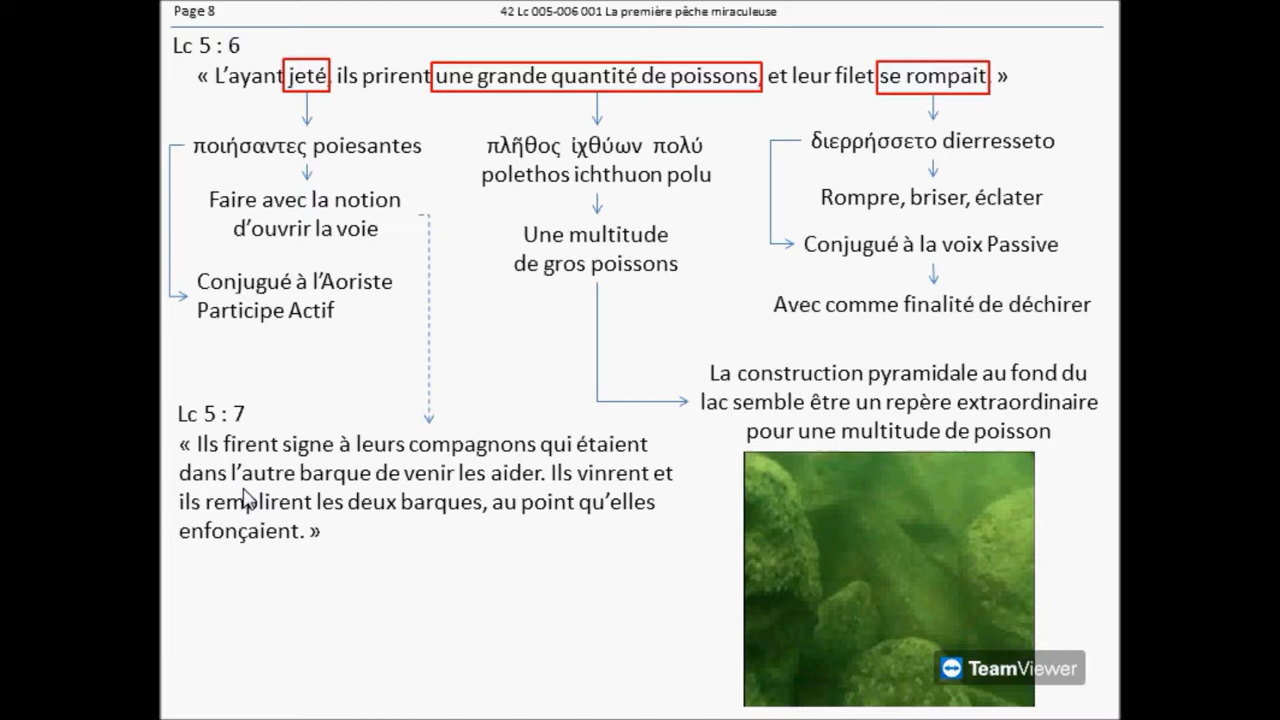 Page 8
42 Lc 005-006 001 La première pêche miraculeuse
Lc 5 : 6
« L'ayant jeté, ils prirent une grande quantité de poissons, et leur filet se rompait. »
ποιήσαντες poiesantes
Faire avec la notion
d'ouvrir la voie
Conjugué à l'Aoriste
Participe Actif
πλῆθος ἰχθύων πολύ
polethos ichthuon polu
Une multitude
de gros poissons
διερρήσσετο dierresseto
Rompre, briser, éclater
Conjugué à la voix Passive
Avec comme finalité de déchirer
La construction pyramidale au fond du
lac semble être un repère extraordinaire
pour une multitude de poisson
Lc 5 : 7
« Ils firent signe à leurs compagnons qui étaient
dans l'autre barque de venir les aider. Ils vinrent et
ils remplirent les deux barques, au point qu'elles
enfonçaient. »
TeamViewer